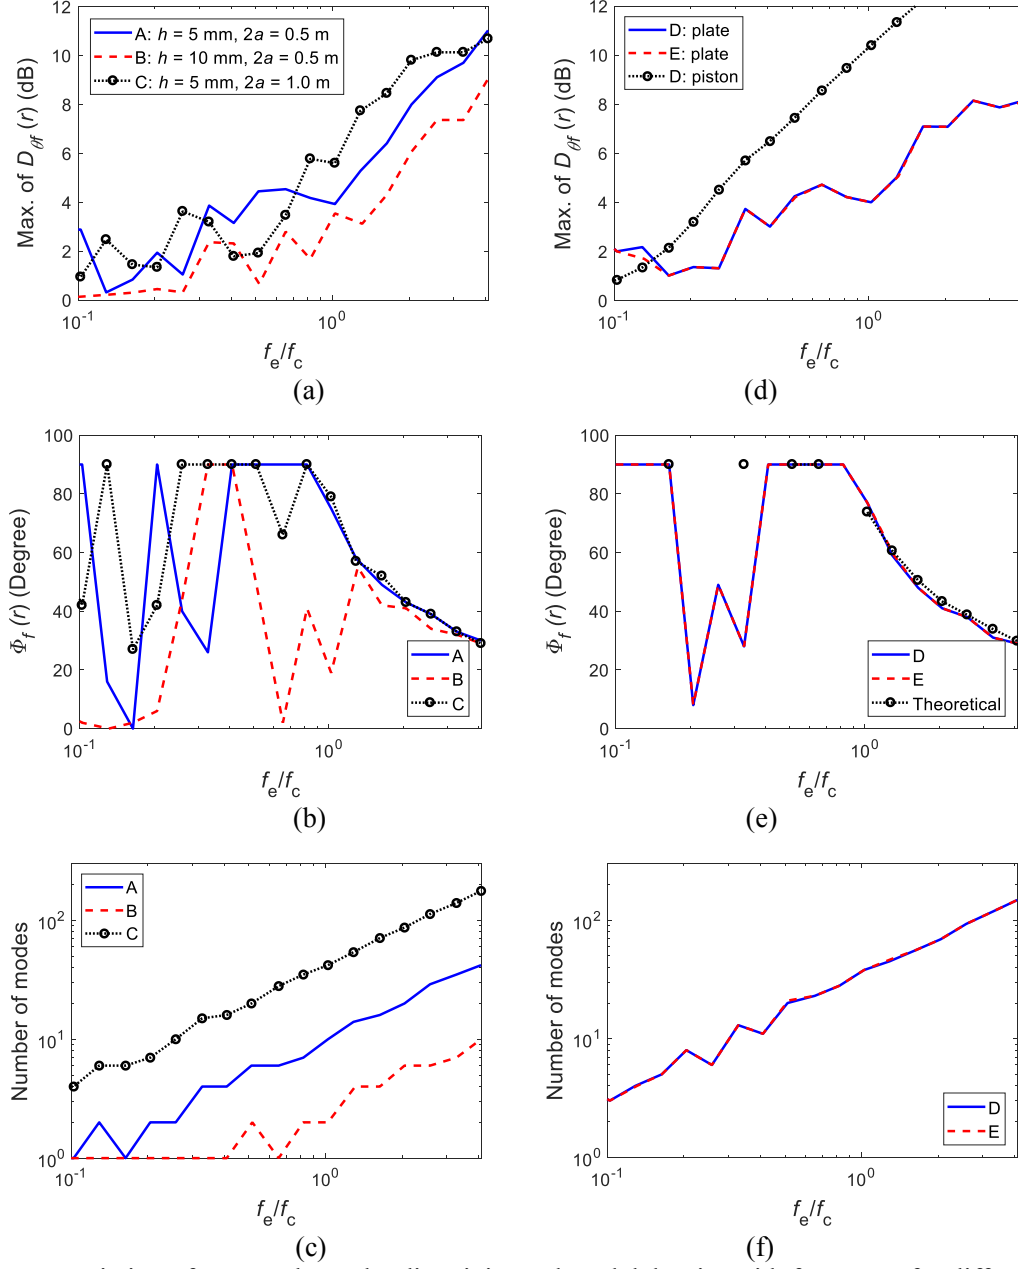 12
10
8
6
4
2
0
Max. of D_θf (r) (dB)
A: h = 5 mm, 2a = 0.5 m
B: h = 10 mm, 2a = 0.5 m
C: h = 5 mm, 2a = 1.0 m
10^-1
10^0
f_e/f_c
(a)
12
10
8
6
4
2
0
Max. of D_θf (r) (dB)
D: plate
E: plate
D: piston
10^-1
10^0
f_e/f_c
(d)
100
80
60
40
20
0
Φ_f (r) (Degree)
A
B
C
10^-1
10^0
f_e/f_c
(b)
100
80
60
40
20
0
Φ_f (r) (Degree)
D
E
Theoretical
10^-1
10^0
f_e/f_c
(e)
10^2
10^1
10^0
Number of modes
A
B
C
10^-1
10^0
f_e/f_c
(c)
10^2
10^1
10^0
Number of modes
D
E
10^-1
10^0
f_e/f_c
(f)